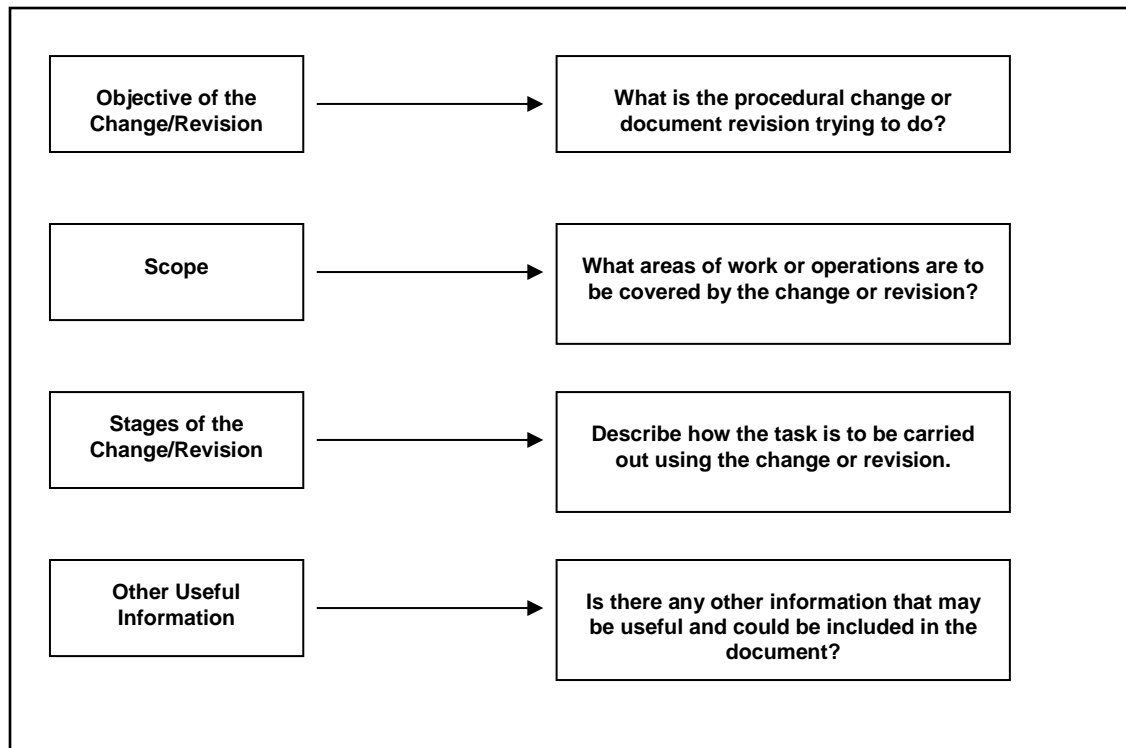 Objective of the
Change/Revision
What is the procedural change or
document revision trying to do?
Scope
What areas of work or operations are to
be covered by the change or revision?
Stages of the
Change/Revision
Describe how the task is to be carried
out using the change or revision.
Other Useful
Information
Is there any other information that may
be useful and could be included in the
document?